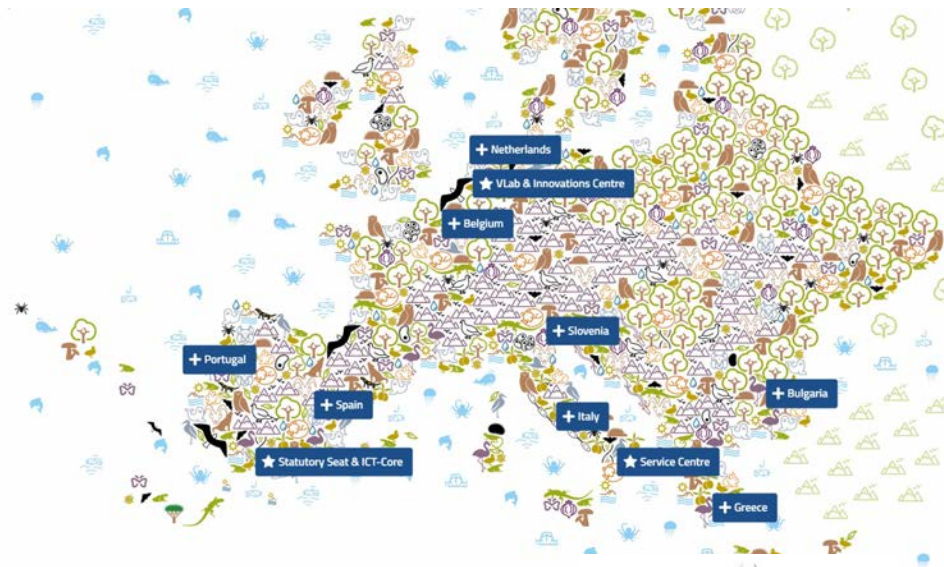 Netherlands
VLab & Innovations Centre
Belgium
Slovenia
Portugal
Bulgaria
Spain
Italy
Statutory Seat & ICT-Core
Service Centre
Greece